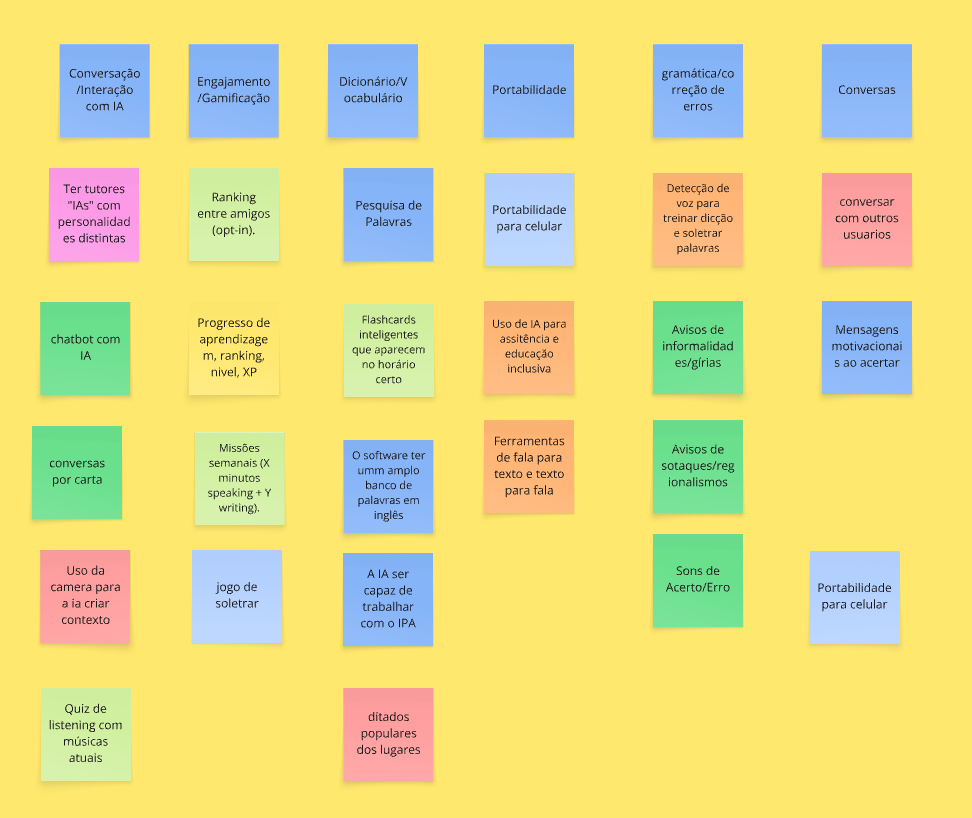 Conversação
/Interação
com IA
Engajamento
/Gamificação
Dicionário/V
ocabulário
Portabilidade
gramática/co
rreção de
erros
Conversas
Ter tutores
"IAs" com
personalidad
es distintas
Ranking
entre amigos
(opt-in).
Pesquisa de
Palavras
Portabilidade
para celular
Detecção de
voz para
treinar dicção
e soletrar
palavras
conversar
com outros
usuarios
chatbot com
IA
Progresso de
aprendizage
m, ranking,
nivel, XP
Flashcards
inteligentes
que aparecem
no horário
certo
Uso de IA para
assitência e
educação
inclusiva
Avisos de
informalidad
es/gírias
Mensagens
motivacionai
s ao acertar
conversas
por carta
Missões
semanais (X
minutos
speaking + Y
writing).
O software ter
umm amplo
banco de
palavras em
inglês
Ferramentas
de fala para
texto e texto
para fala
Avisos de
sotaques/reg
ionalismos
Uso da
camera para
a ia criar
contexto
jogo de
soletrar
A IA ser
capaz de
trabalhar
com o IPA
Sons de
Acerto/Erro
Portabilidade
para celular
Quiz de
listening com
músicas
atuais
ditados
populares
dos lugares